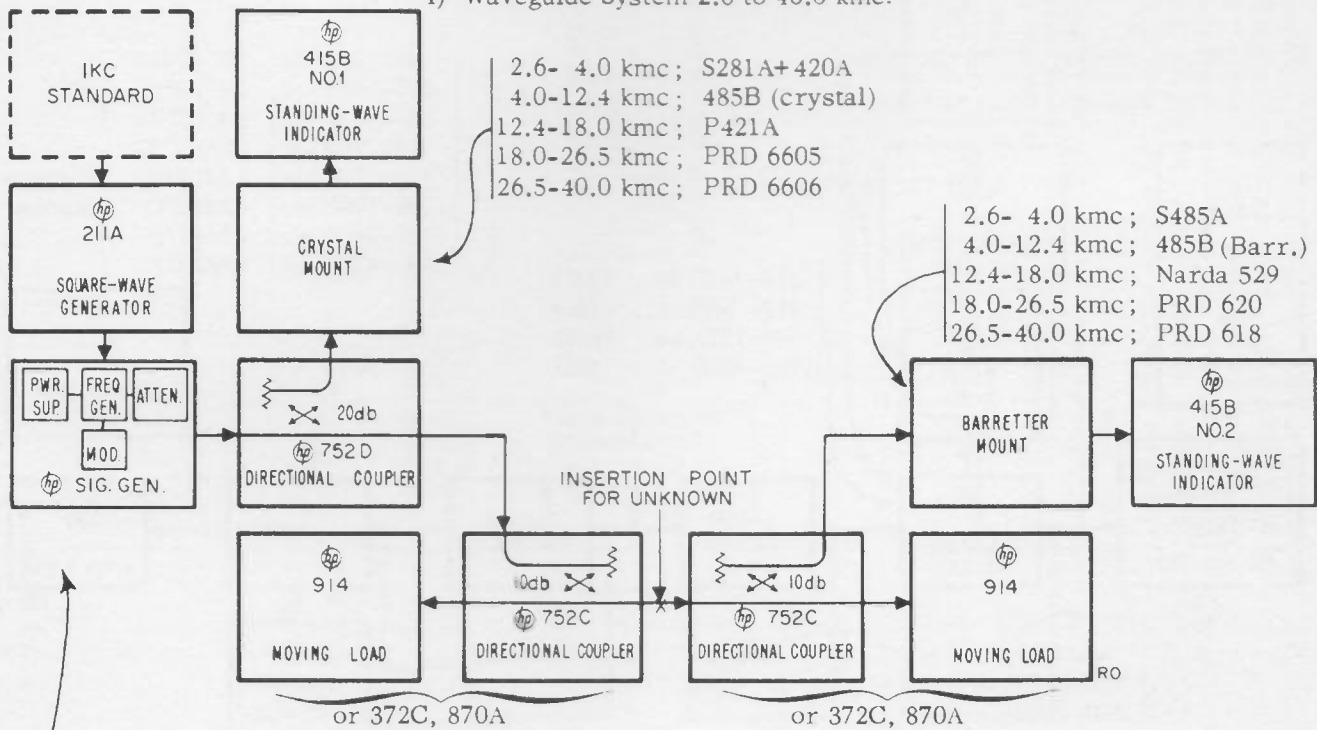 1) Waveguide System 2.6 to 40.0 kmc.
1KC
STANDARD
hp
415B
NO.1
STANDING-WAVE
INDICATOR
2.6- 4.0 kmc; S281A+420A
4.0-12.4 kmc; 485B (crystal)
12.4-18.0 kmc; P421A
18.0-26.5 kmc; PRD 6605
26.5-40.0 kmc; PRD 6606
hp
211A
SQUARE-WAVE
GENERATOR
CRYSTAL
MOUNT
2.6- 4.0 kmc; S485A
4.0-12.4 kmc; 485B (Barr.)
12.4-18.0 kmc; Narda 529
18.0-26.5 kmc; PRD 620
26.5-40.0 kmc; PRD 618
PWR.
SUP.
FREQ
GEN.
ATTEN.
MOD.
hp SIG. GEN.
20db
hp 752D
DIRECTIONAL COUPLER
INSERTION POINT
FOR UNKNOWN
BARRETTER
MOUNT
hp
415B
NO.2
STANDING-WAVE
INDICATOR
hp
914
MOVING LOAD
10db
hp 752C
DIRECTIONAL COUPLER
10db
hp 752C
DIRECTIONAL COUPLER
hp
914
MOVING LOAD
RO
or 372C, 870A
or 372C, 870A